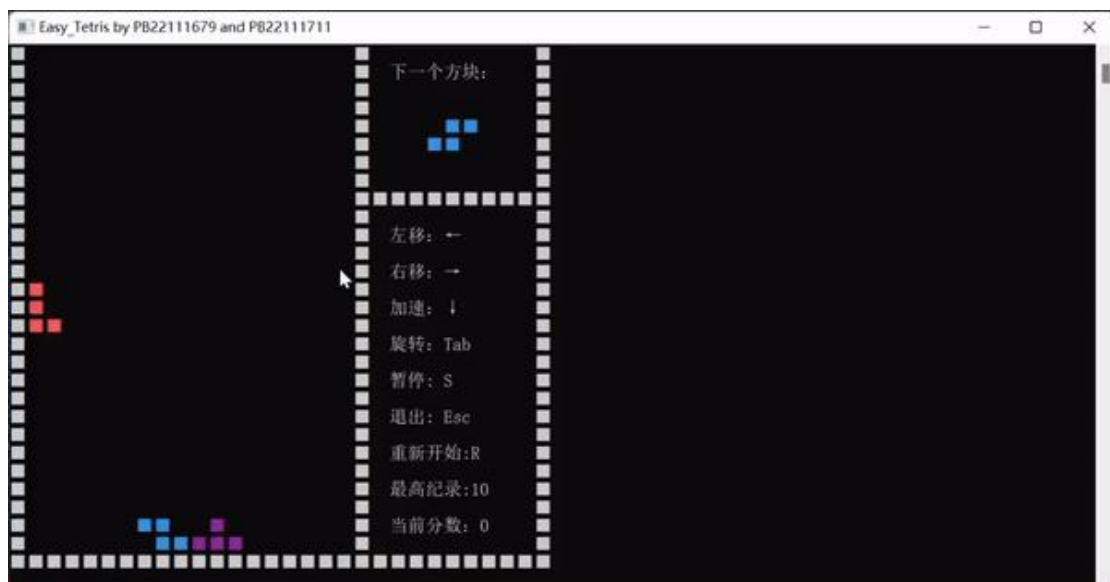 Easy_Tetris by PB22111679 and PB22111711
下一个方块：
左移：←
右移：→
加速：↓
旋转：Tab
暂停：S
退出：Esc
重新开始:R
最高纪录:10
当前分数：0